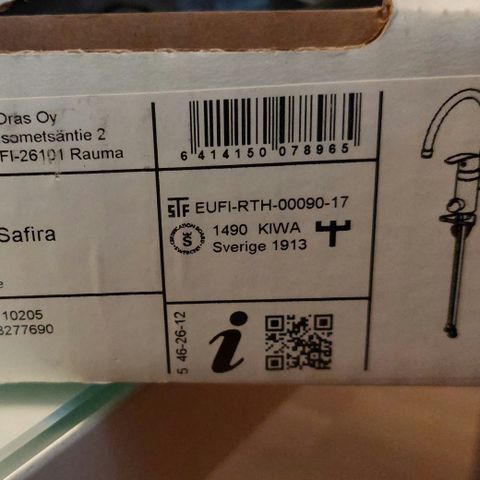 Oras Oy
sometsäntie 2
FI-26101 Rauma
6 414150 078965
Safira
STF EUFI-RTH-00090-17
1490 KIWA
Sverige 1913
e
10205
8277690
5 46-26-12
i